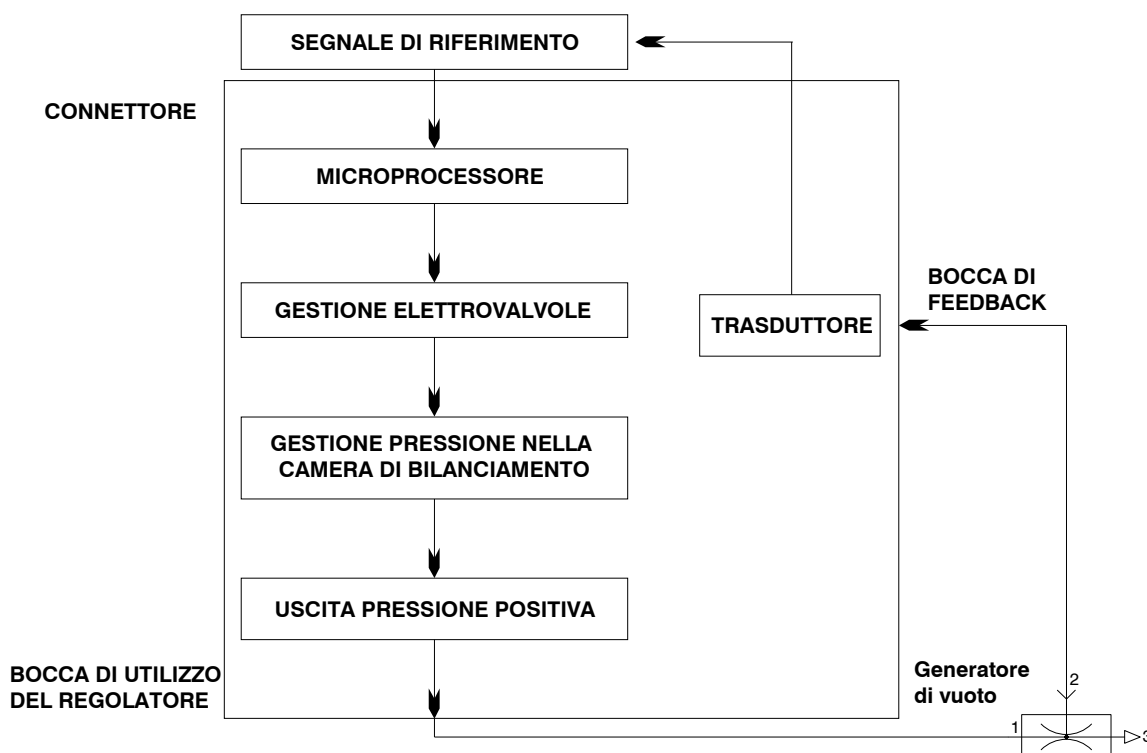 SEGNALE DI RIFERIMENTO
CONNETTORE
MICROPROCESSORE
GESTIONE ELETTROVALVOLE
BOCCA DI
FEEDBACK
TRASDUTTORE
GESTIONE PRESSIONE NELLA
CAMERA DI BILANCIAMENTO
USCITA PRESSIONE POSITIVA
BOCCA DI UTILIZZO
DEL REGOLATORE
Generatore
di vuoto
2
1